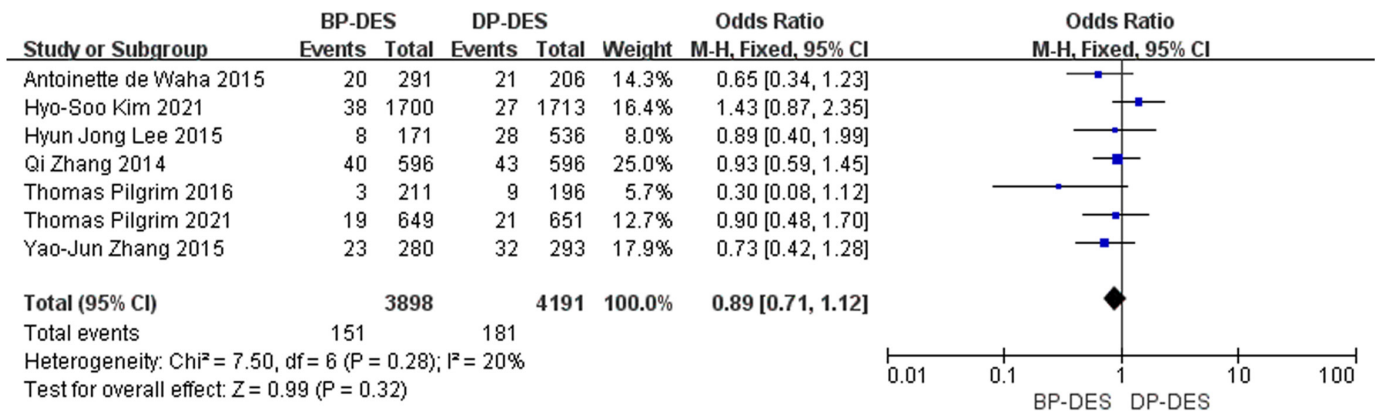 BP-DES DP-DES Odds Ratio Odds Ratio
Study or Subgroup Events Total Events Total Weight M-H, Fixed, 95% CI M-H, Fixed, 95% CI
Antoinette de Waha 2015 20 291 21 206 14.3% 0.65 [0.34, 1.23]
Hyo-Soo Kim 2021 38 1700 27 1713 16.4% 1.43 [0.87, 2.35]
Hyun Jong Lee 2015 8 171 28 536 8.0% 0.89 [0.40, 1.99]
Qi Zhang 2014 40 596 43 596 25.0% 0.93 [0.59, 1.45]
Thomas Pilgrim 2016 3 211 9 196 5.7% 0.30 [0.08, 1.12]
Thomas Pilgrim 2021 19 649 21 651 12.7% 0.90 [0.48, 1.70]
Yao-Jun Zhang 2015 23 280 32 293 17.9% 0.73 [0.42, 1.28]
Total (95% CI) 3898 4191 100.0% 0.89 [0.71, 1.12]
Total events 151 181
Heterogeneity: Chi² = 7.50, df = 6 (P = 0.28); I² = 20%
Test for overall effect: Z = 0.99 (P = 0.32)
0.01 0.1 1 10 100
BP-DES DP-DES